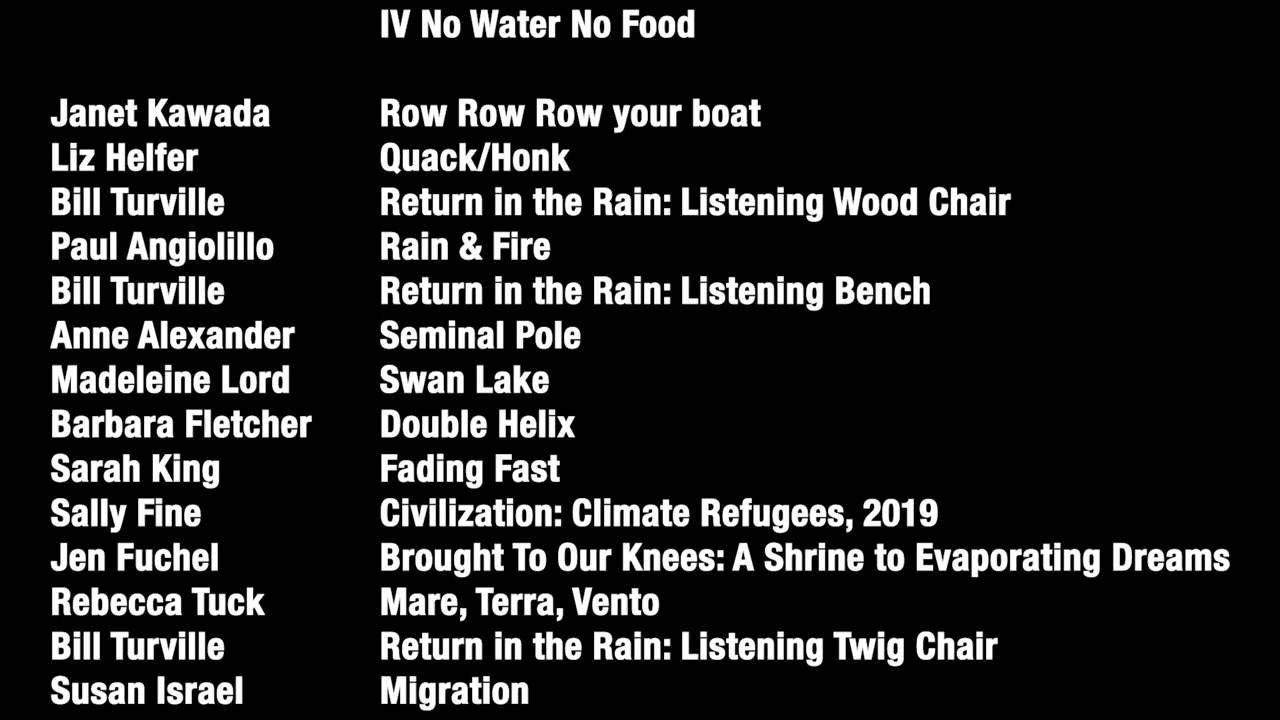 IV No Water No Food
Janet Kawada Row Row Row your boat
Liz Helfer Quack/Honk
Bill Turville Return in the Rain: Listening Wood Chair
Paul Angiolillo Rain & Fire
Bill Turville Return in the Rain: Listening Bench
Anne Alexander Seminal Pole
Madeleine Lord Swan Lake
Barbara Fletcher Double Helix
Sarah King Fading Fast
Sally Fine Civilization: Climate Refugees, 2019
Jen Fuchel Brought To Our Knees: A Shrine to Evaporating Dreams
Rebecca Tuck Mare, Terra, Vento
Bill Turville Return in the Rain: Listening Twig Chair
Susan Israel Migration